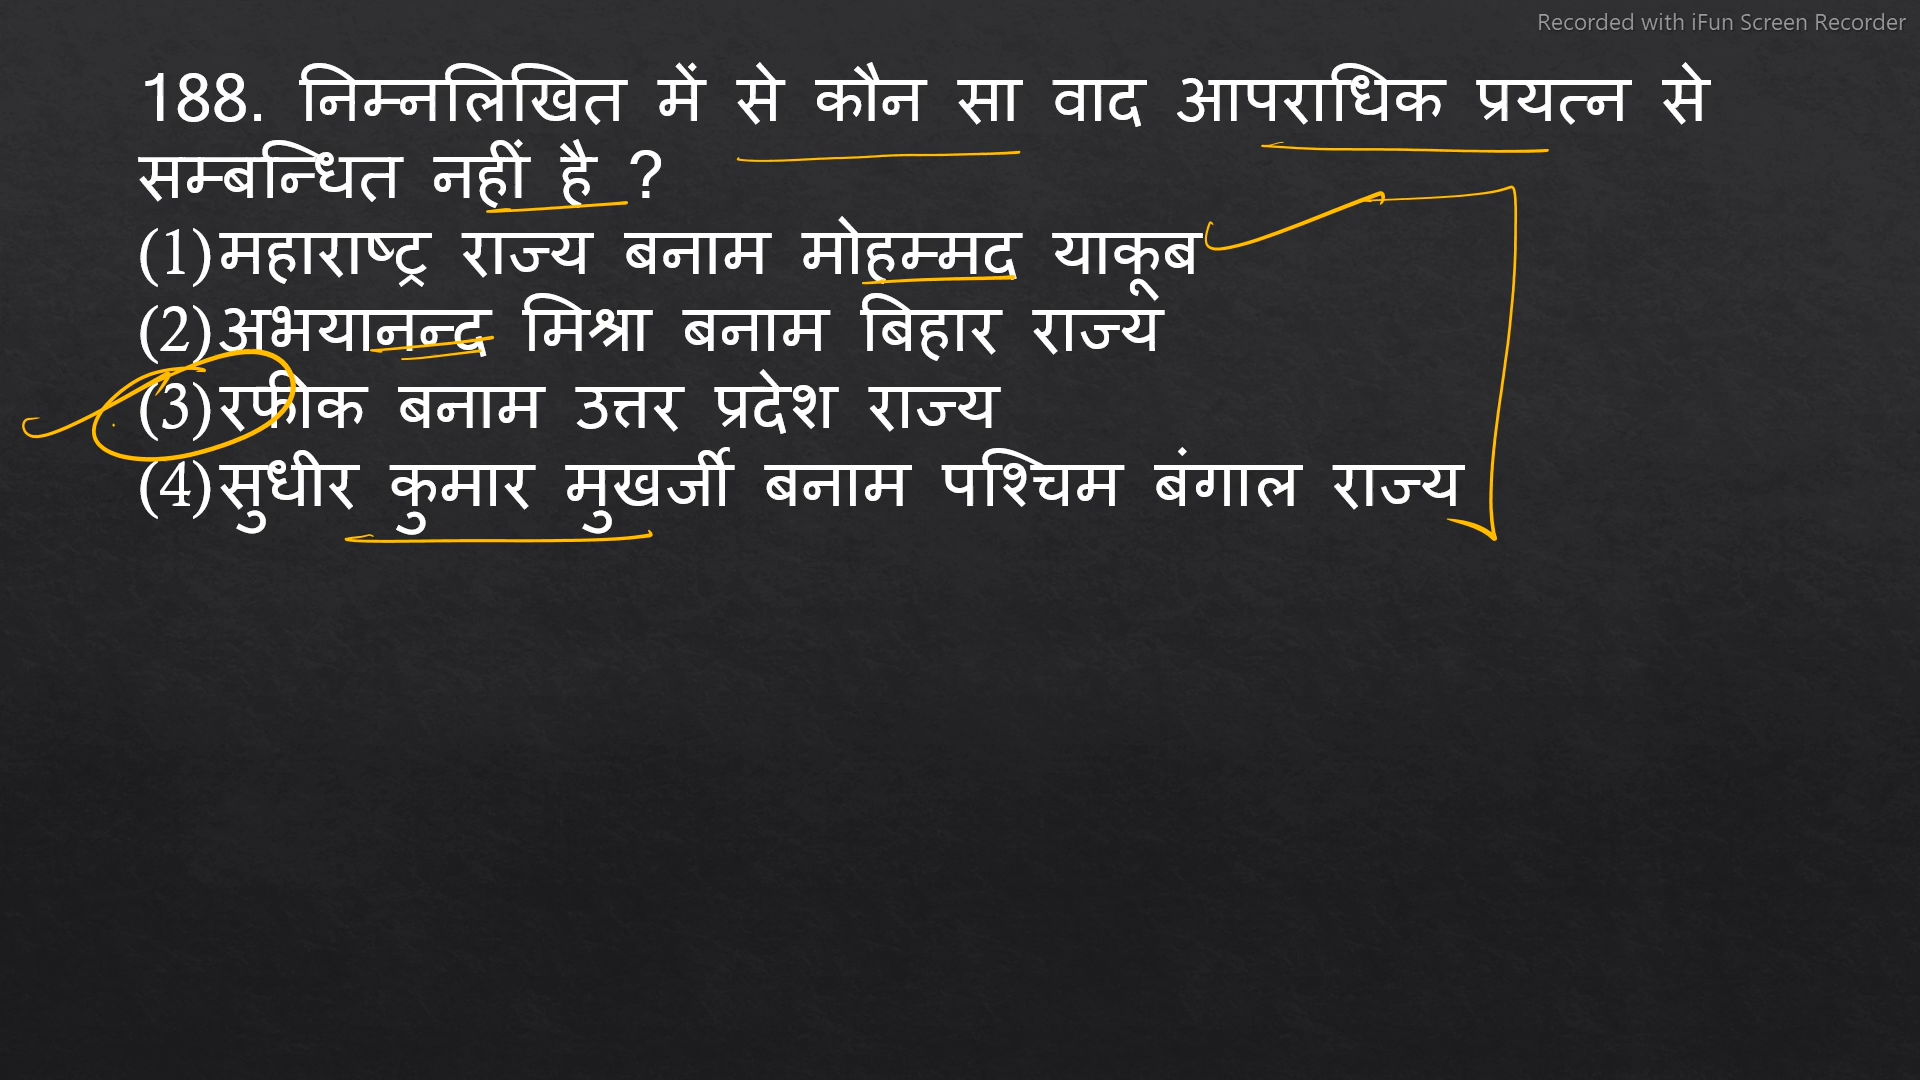 Recorded with iFun Screen Recorder
188. निम्नलिखित में से कौन सा वाद आपराधिक प्रयत्न से
सम्बन्धित नहीं है ?
(1)महाराष्ट्र राज्य बनाम मोहम्मद याकूब
(2)अभयानन्द मिश्रा बनाम बिहार राज्य
(3)रफीक बनाम उत्तर प्रदेश राज्य
(4)सुधीर कुमार मुखर्जी बनाम पश्चिम बंगाल राज्य